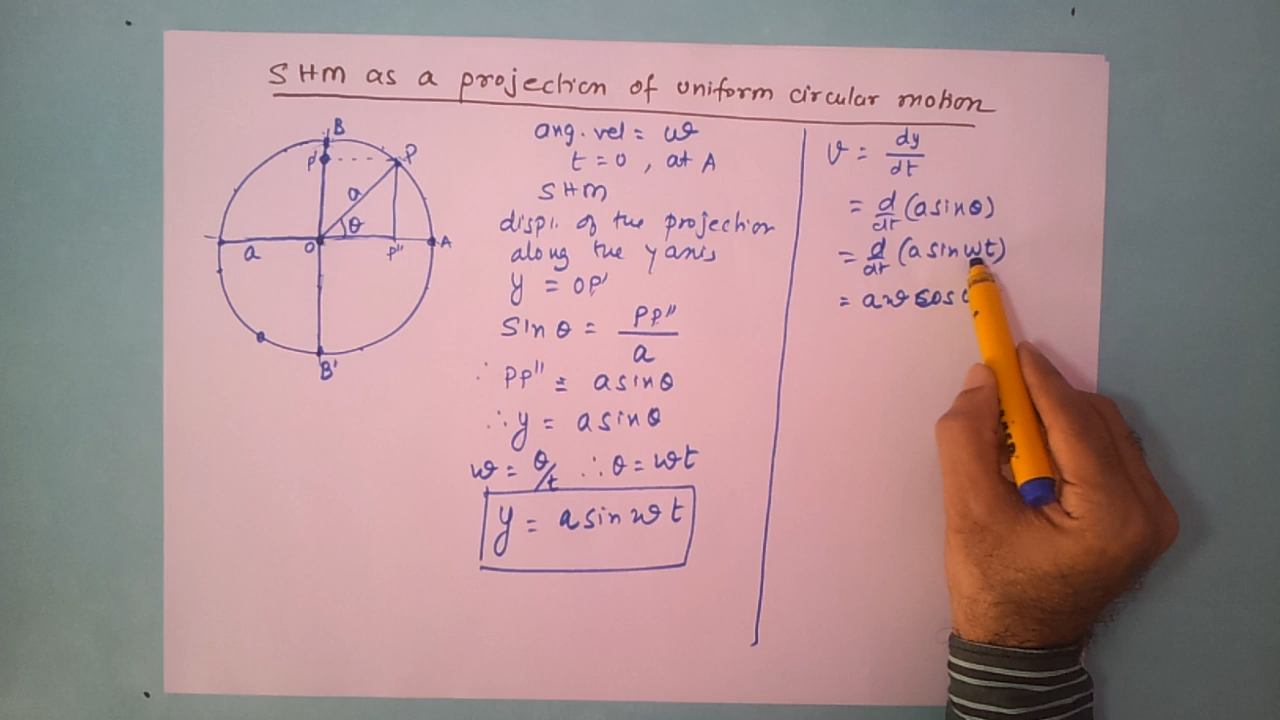 SHM as a projection of uniform circular motion
B
P'
P
a
θ
a
O
P"
A
B'
ang. vel = ω
t = 0 , at A
SHM
displ. of the projection
along the y axis
y = OP'
Sin θ = PP"/a
∴ PP" = a sin θ
∴ y = a sin θ
ω = θ/t ∴ θ = ωt
y = a sin ω t
v = dy/dt
= d/dt (a sin θ)
= d/dt (a sin ωt)
= aω cos